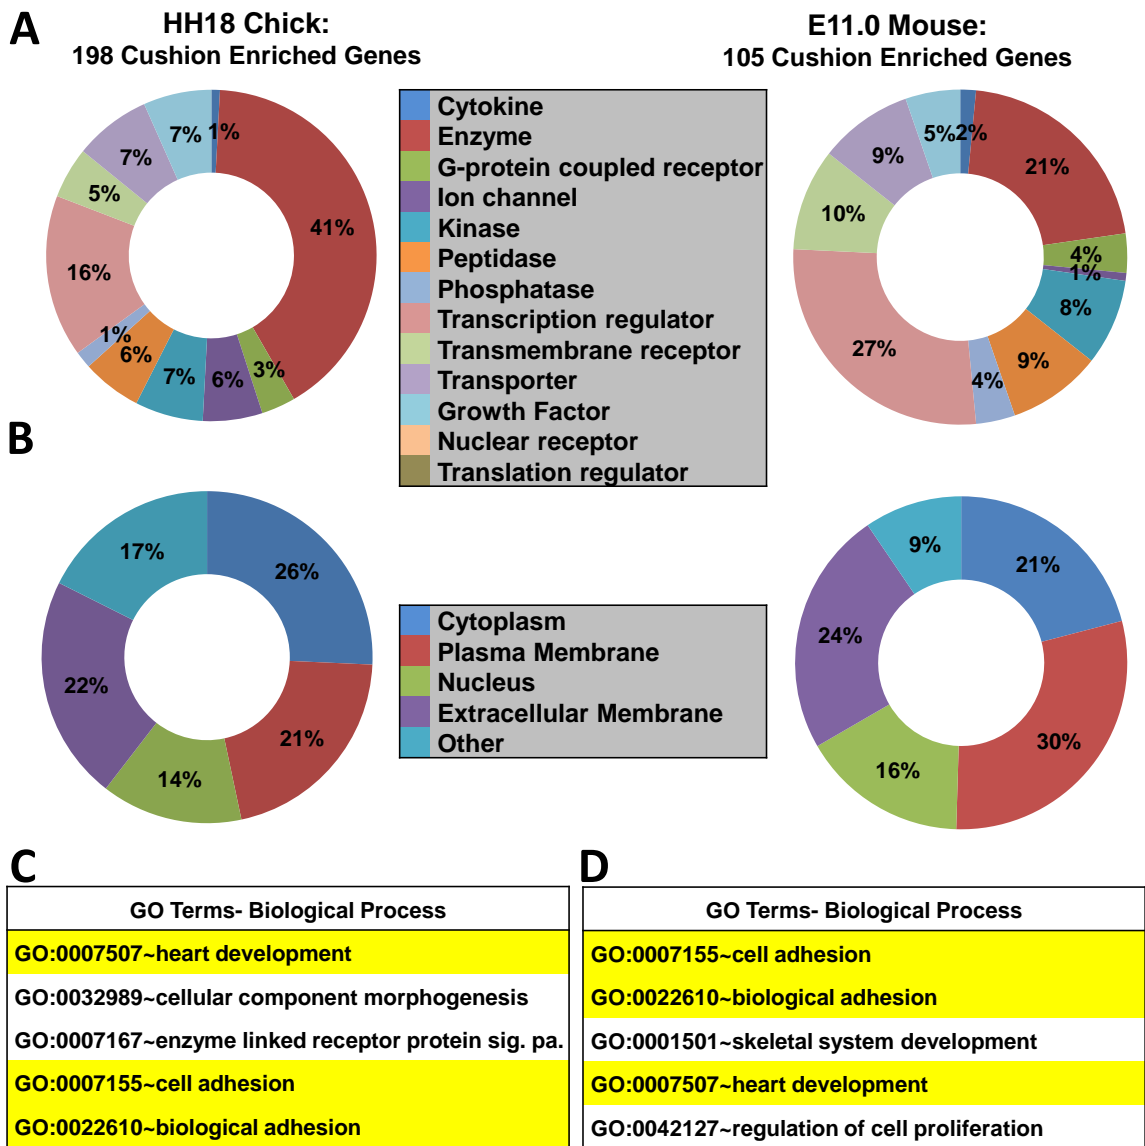 A
HH18 Chick:
198 Cushion Enriched Genes
E11.0 Mouse:
105 Cushion Enriched Genes
1%
41%
3%
6%
7%
6%
1%
16%
5%
7%
7%
Cytokine
Enzyme
G-protein coupled receptor
Ion channel
Kinase
Peptidase
Phosphatase
Transcription regulator
Transmembrane receptor
Transporter
Growth Factor
Nuclear receptor
Translation regulator
2%
21%
4%
1%
8%
9%
4%
27%
10%
9%
5%
B
26%
21%
14%
22%
17%
Cytoplasm
Plasma Membrane
Nucleus
Extracellular Membrane
Other
21%
30%
16%
24%
9%
C
GO Terms- Biological Process
GO:0007507~heart development
GO:0032989~cellular component morphogenesis
GO:0007167~enzyme linked receptor protein sig. pa.
GO:0007155~cell adhesion
GO:0022610~biological adhesion
D
GO Terms- Biological Process
GO:0007155~cell adhesion
GO:0022610~biological adhesion
GO:0001501~skeletal system development
GO:0007507~heart development
GO:0042127~regulation of cell proliferation